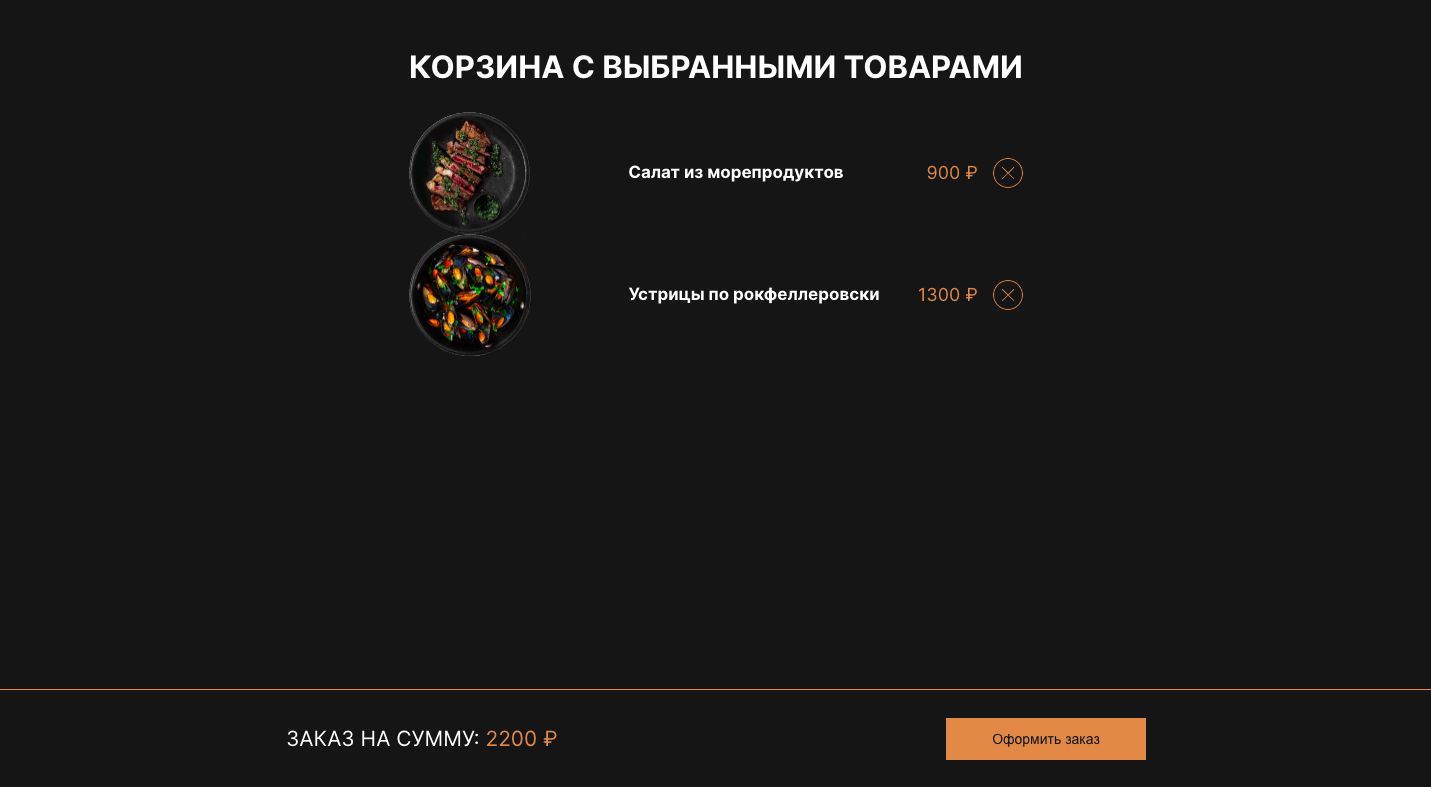 КОРЗИНА С ВЫБРАННЫМИ ТОВАРАМИ
Салат из морепродуктов 900 ₽
Устрицы по рокфеллеровски 1300 ₽
ЗАКАЗ НА СУММУ: 2200 ₽
Оформить заказ